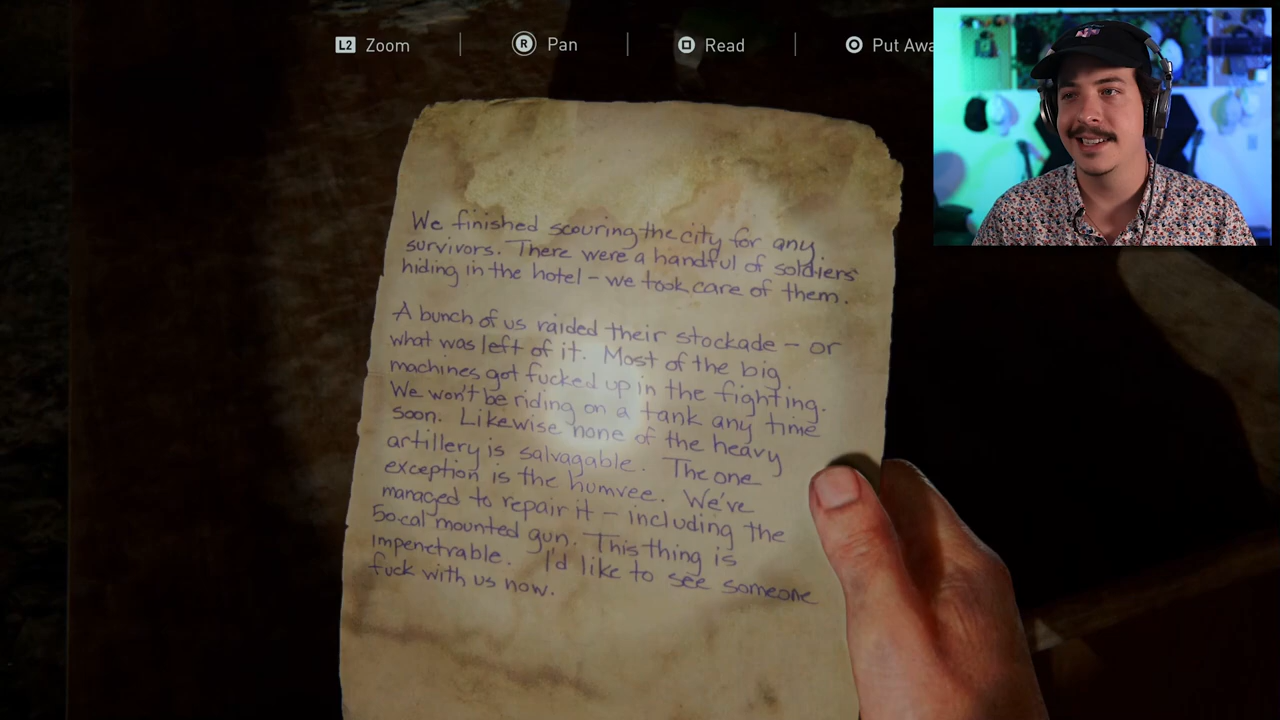 L2 Zoom | R Pan | Read | Put Awa
We finished scouring the city for any
survivors. There were a handful of soldiers
hiding in the hotel - we took care of them.
A bunch of us raided their stockade - or
what was left of it. Most of the big
machines got fucked up in the fighting.
We won't be riding on a tank any time
soon. Likewise none of the heavy
artillery is salvagable. The one
exception is the humvee. We've
managed to repair it - including the
50-cal mounted gun. This thing is
impenetrable. I'd like to see someone
fuck with us now.